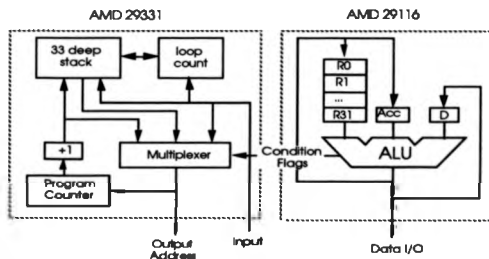 AMD 29331
AMD 29116
33 deep
stack
loop
count
R0
R1
...
R31
Acc
D
+1
Multiplexer
Condition
Flags
ALU
Program
Counter
Output
Address
Input
Data I/O